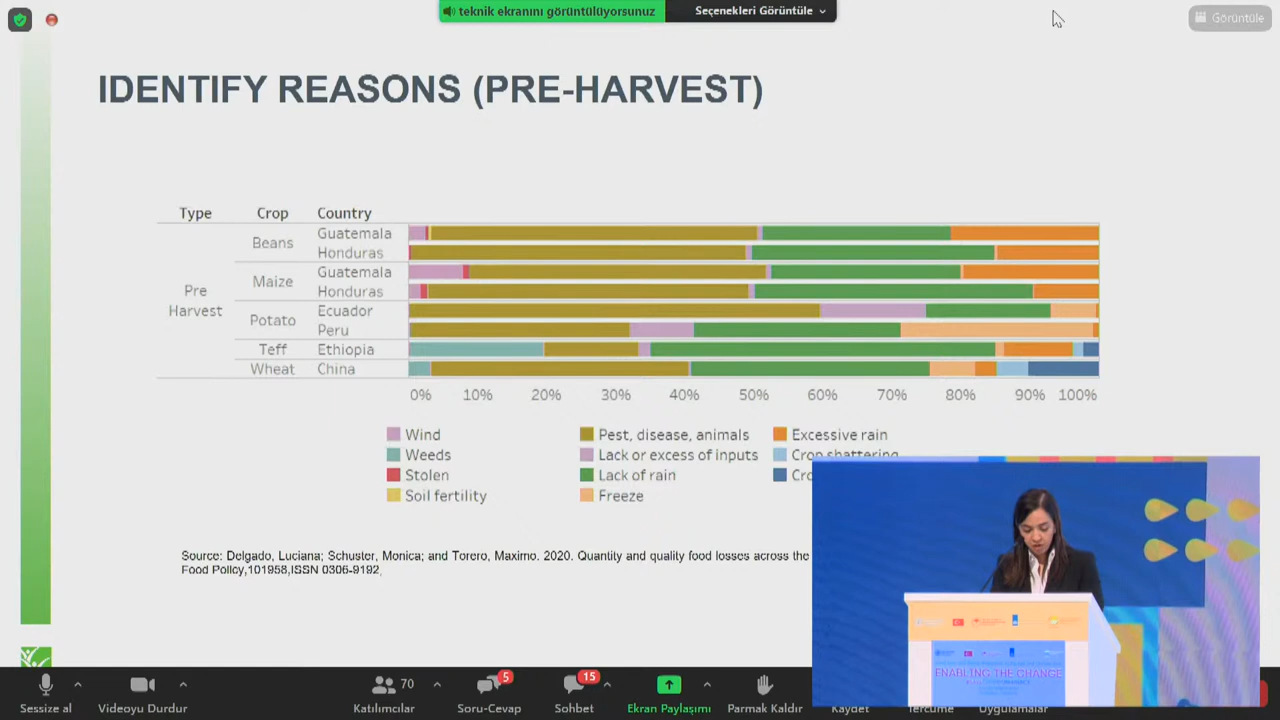 teknik ekranını görüntülüyorsunuz
Seçenekleri Görüntüle
Görüntüle
IDENTIFY REASONS (PRE-HARVEST)
Type Crop Country
Pre Harvest
Beans
Guatemala
Honduras
Maize
Guatemala
Honduras
Potato
Ecuador
Peru
Teff Ethiopia
Wheat China
0% 10% 20% 30% 40% 50% 60% 70% 80% 90% 100%
Wind Pest, disease, animals Excessive rain
Weeds Lack or excess of inputs Crop shattering
Stolen Lack of rain
Soil fertility Freeze
Source: Delgado, Luciana; Schuster, Monica; and Torero, Maximo. 2020. Quantity and quality food losses across the
Food Policy,101958,ISSN 0306-9192,
ENABLING THE CHANGE
70 5 15
Sessize al Videoyu Durdur Katılımcılar Soru-Cevap Sohbet Ekran Paylaşımı Parmak Kaldır Kaydet Tercüme Uygulamalar